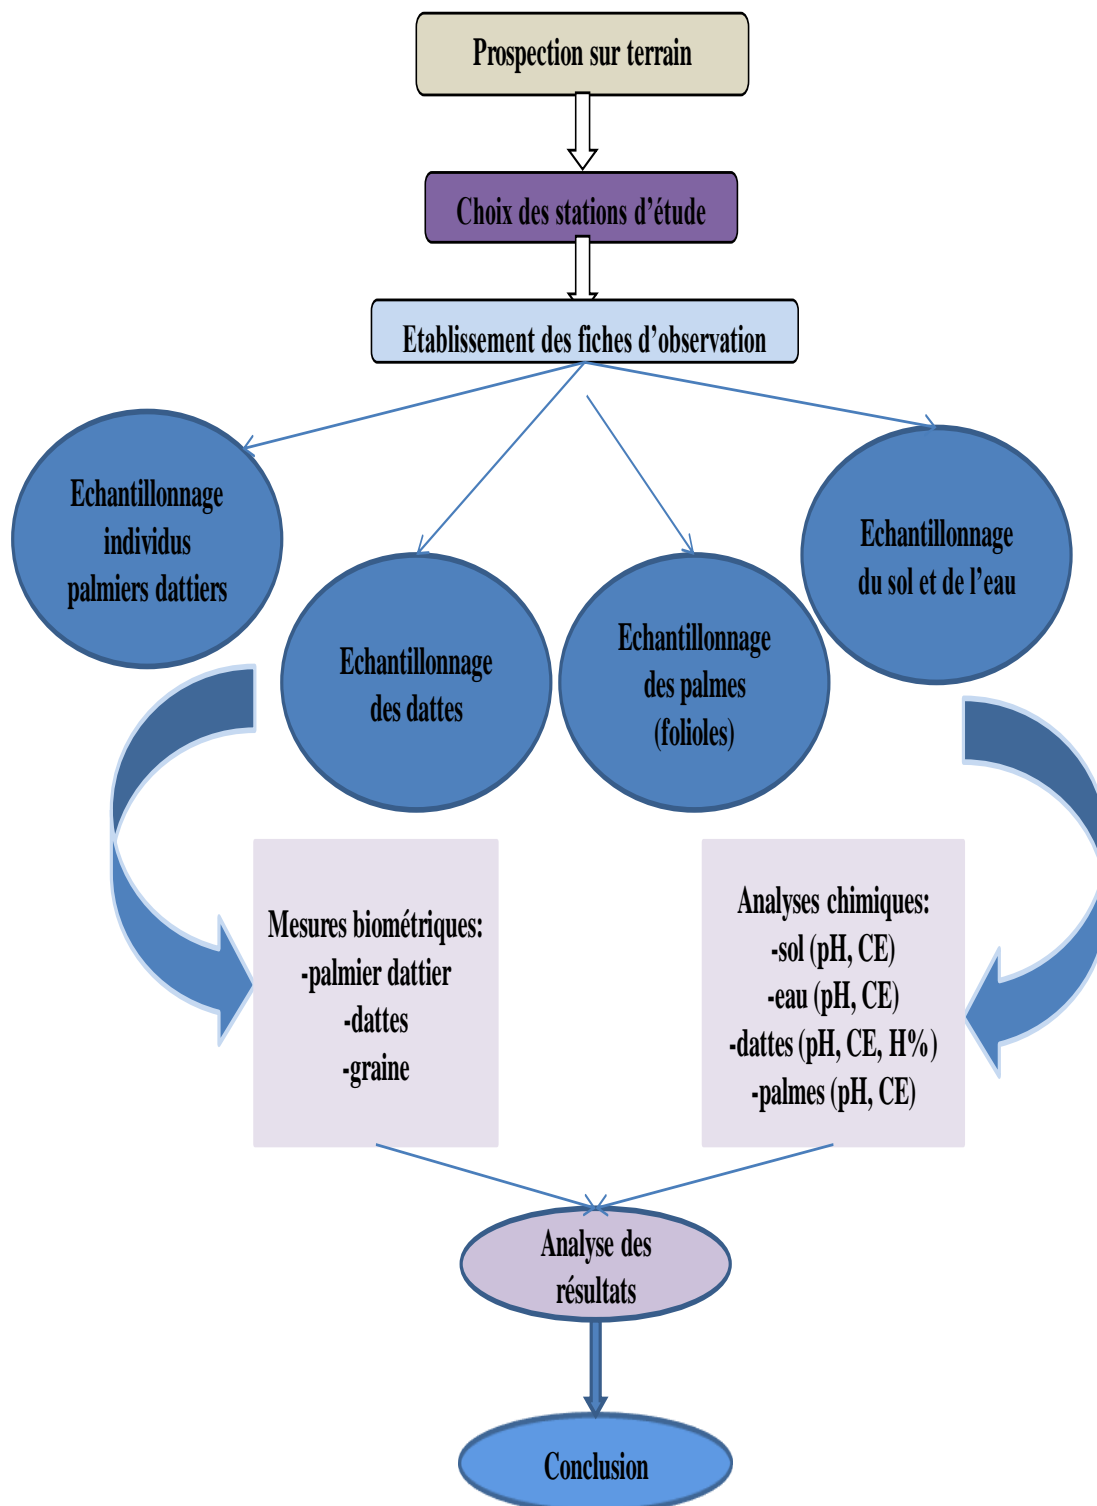 Prospection sur terrain
Choix des stations d’étude
Etablissement des fiches d’observation
Echantillonnage
individus
palmiers dattiers
Echantillonnage
des dattes
Echantillonnage
des palmes
(folioles)
Echantillonnage
du sol et de l’eau
Mesures biométriques:
-palmier dattier
-dattes
-graine
Analyses chimiques:
-sol (pH, CE)
-eau (pH, CE)
-dattes (pH, CE, H%)
-palmes (pH, CE)
Analyse des
résultats
Conclusion